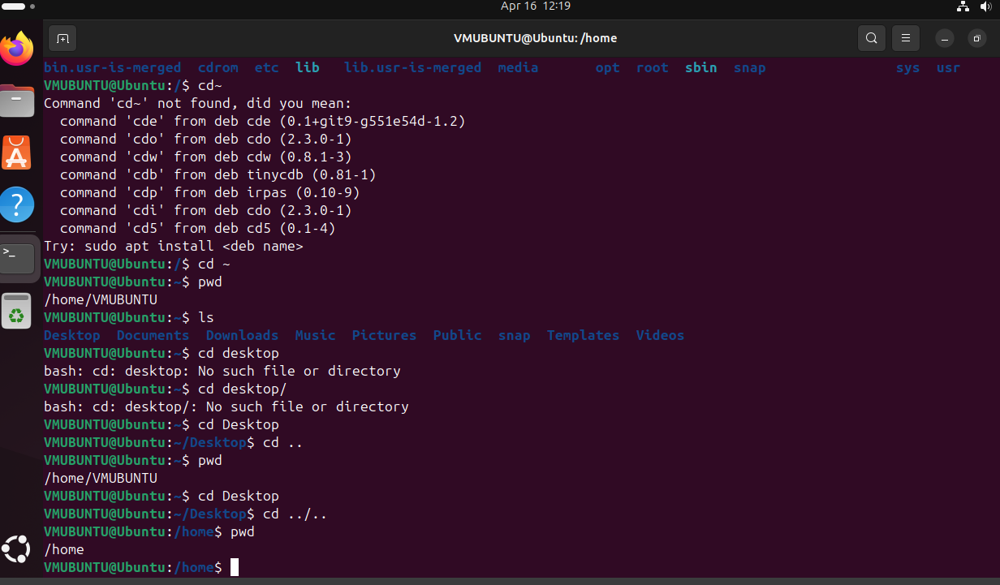 Apr 16 12:19
VMUBUNTU@Ubuntu: /home
bin.usr-is-merged cdrom etc lib lib.usr-is-merged media opt root sbin snap sys usr
VMUBUNTU@Ubuntu:/$ cd~
Command 'cd~' not found, did you mean:
command 'cde' from deb cde (0.1+git9-g551e54d-1.2)
command 'cdo' from deb cdo (2.3.0-1)
command 'cdw' from deb cdw (0.8.1-3)
command 'cdb' from deb tinycdb (0.81-1)
command 'cdp' from deb irpas (0.10-9)
command 'cdi' from deb cdo (2.3.0-1)
command 'cd5' from deb cd5 (0.1-4)
Try: sudo apt install <deb name>
VMUBUNTU@Ubuntu:/$ cd ~
VMUBUNTU@Ubuntu:~$ pwd
/home/VMUBUNTU
VMUBUNTU@Ubuntu:~$ ls
Desktop Documents Downloads Music Pictures Public snap Templates Videos
VMUBUNTU@Ubuntu:~$ cd desktop
bash: cd: desktop: No such file or directory
VMUBUNTU@Ubuntu:~$ cd desktop/
bash: cd: desktop/: No such file or directory
VMUBUNTU@Ubuntu:~$ cd Desktop
VMUBUNTU@Ubuntu:~/Desktop$ cd ..
VMUBUNTU@Ubuntu:~$ pwd
/home/VMUBUNTU
VMUBUNTU@Ubuntu:~$ cd Desktop
VMUBUNTU@Ubuntu:~/Desktop$ cd ../..
VMUBUNTU@Ubuntu:/home$ pwd
/home
VMUBUNTU@Ubuntu:/home$